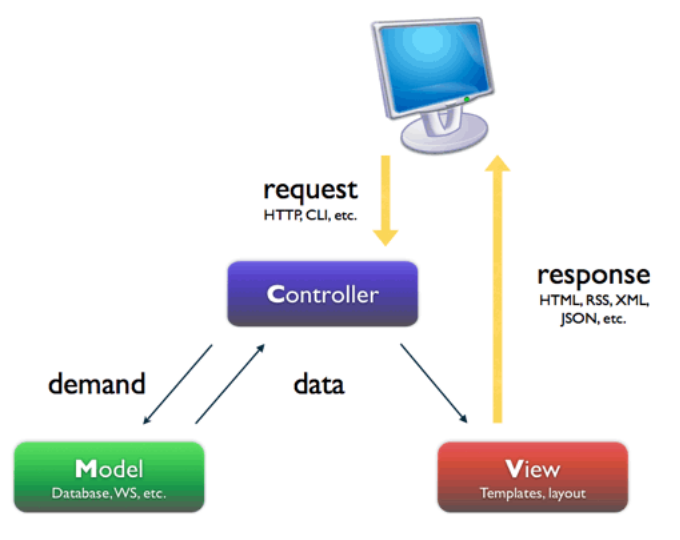 request
HTTP, CLI, etc.
Controller
response
HTML, RSS, XML,
JSON, etc.
demand
data
Model
Database, WS, etc.
View
Templates, layout